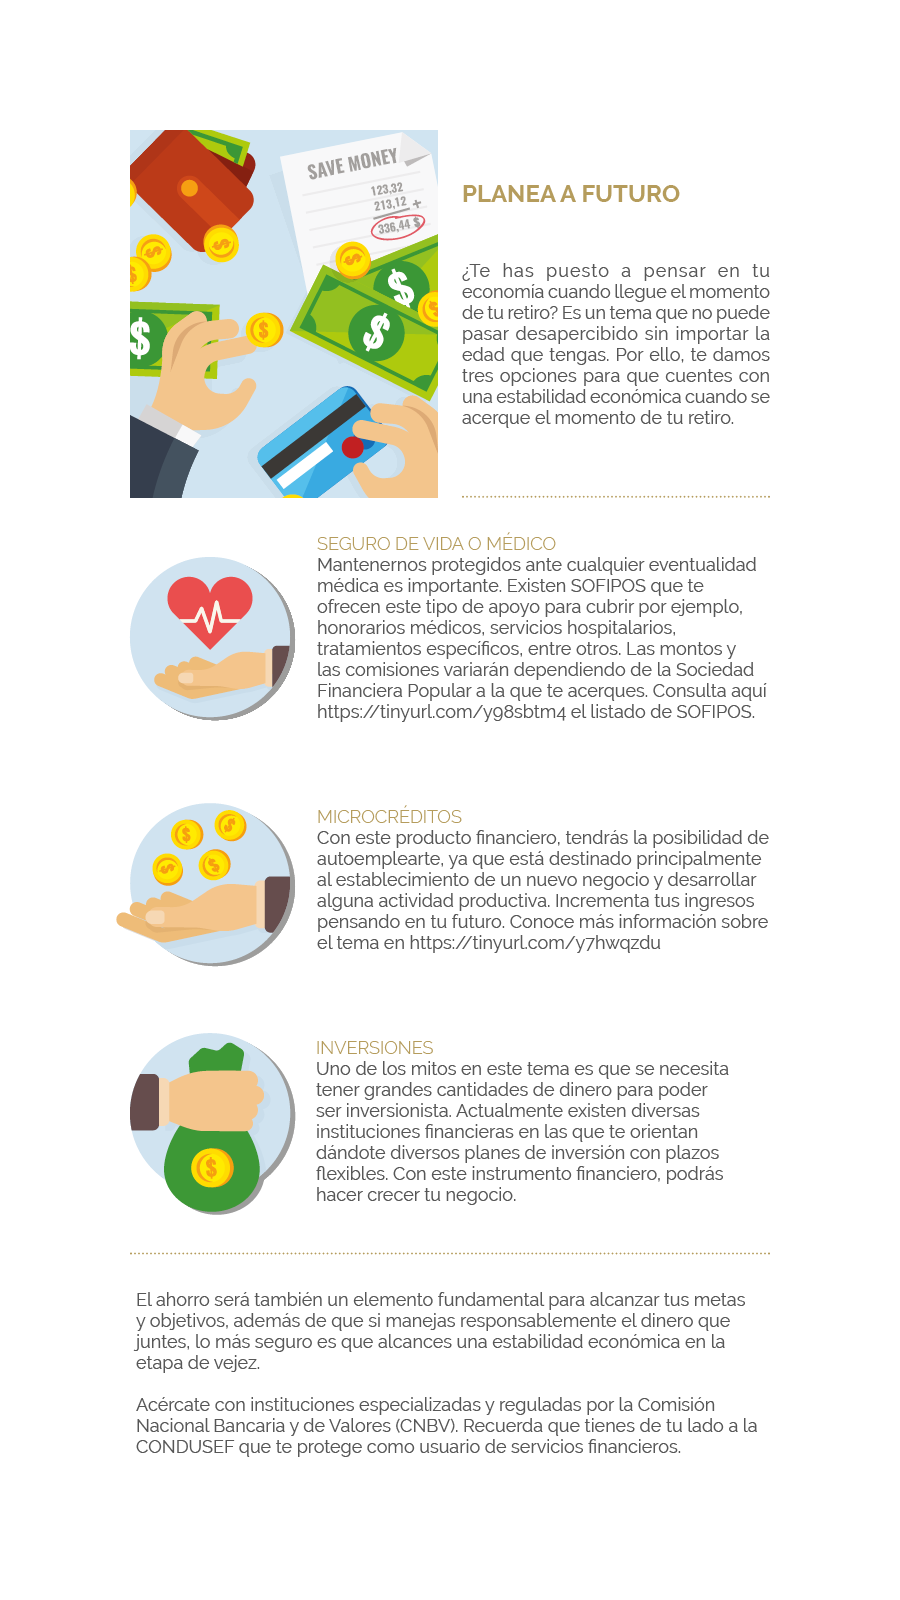 SAVE MONEY
123,32
213,12 +
336,44 $
PLANEA A FUTURO
¿Te has puesto a pensar en tu
economía cuando llegue el momento
de tu retiro? Es un tema que no puede
pasar desapercibido sin importar la
edad que tengas. Por ello, te damos
tres opciones para que cuentes con
una estabilidad económica cuando se
acerque el momento de tu retiro.
SEGURO DE VIDA O MÉDICO
Mantenernos protegidos ante cualquier eventualidad
médica es importante. Existen SOFIPOS que te
ofrecen este tipo de apoyo para cubrir por ejemplo,
honorarios médicos, servicios hospitalarios,
tratamientos específicos, entre otros. Las montos y
las comisiones variarán dependiendo de la Sociedad
Financiera Popular a la que te acerques. Consulta aquí
https://tinyurl.com/y98sbtm4 el listado de SOFIPOS.
MICROCRÉDITOS
Con este producto financiero, tendrás la posibilidad de
autoemplearte, ya que está destinado principalmente
al establecimiento de un nuevo negocio y desarrollar
alguna actividad productiva. Incrementa tus ingresos
pensando en tu futuro. Conoce más información sobre
el tema en https://tinyurl.com/y7hwqzdu
INVERSIONES
Uno de los mitos en este tema es que se necesita
tener grandes cantidades de dinero para poder
ser inversionista. Actualmente existen diversas
instituciones financieras en las que te orientan
dándote diversos planes de inversión con plazos
flexibles. Con este instrumento financiero, podrás
hacer crecer tu negocio.
El ahorro será también un elemento fundamental para alcanzar tus metas
y objetivos, además de que si manejas responsablemente el dinero que
juntes, lo más seguro es que alcances una estabilidad económica en la
etapa de vejez.
Acércate con instituciones especializadas y reguladas por la Comisión
Nacional Bancaria y de Valores (CNBV). Recuerda que tienes de tu lado a la
CONDUSEF que te protege como usuario de servicios financieros.